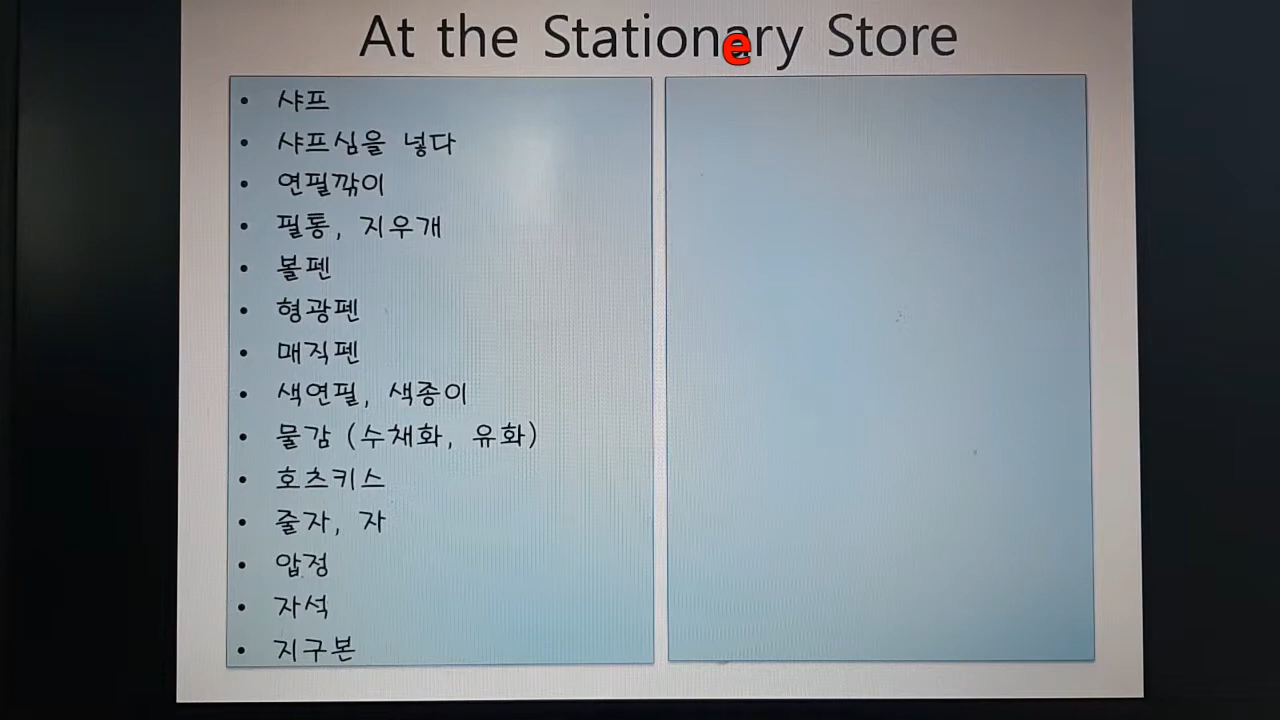 At the Stationery Store
• 샤프
• 샤프심을 넣다
• 연필깎이
• 필통, 지우개
• 볼펜
• 형광펜
• 매직펜
• 색연필, 색종이
• 물감 (수채화, 유화)
• 호츠키스
• 줄자, 자
• 압정
• 자석
• 지구본